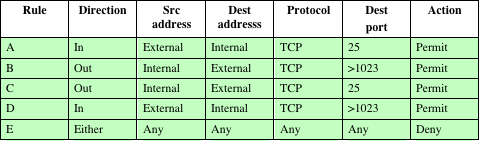 Rule Direction Src address Dest addresss Protocol Dest port Action
A In External Internal TCP 25 Permit
B Out Internal External TCP >1023 Permit
C Out Internal External TCP 25 Permit
D In External Internal TCP >1023 Permit
E Either Any Any Any Any Deny